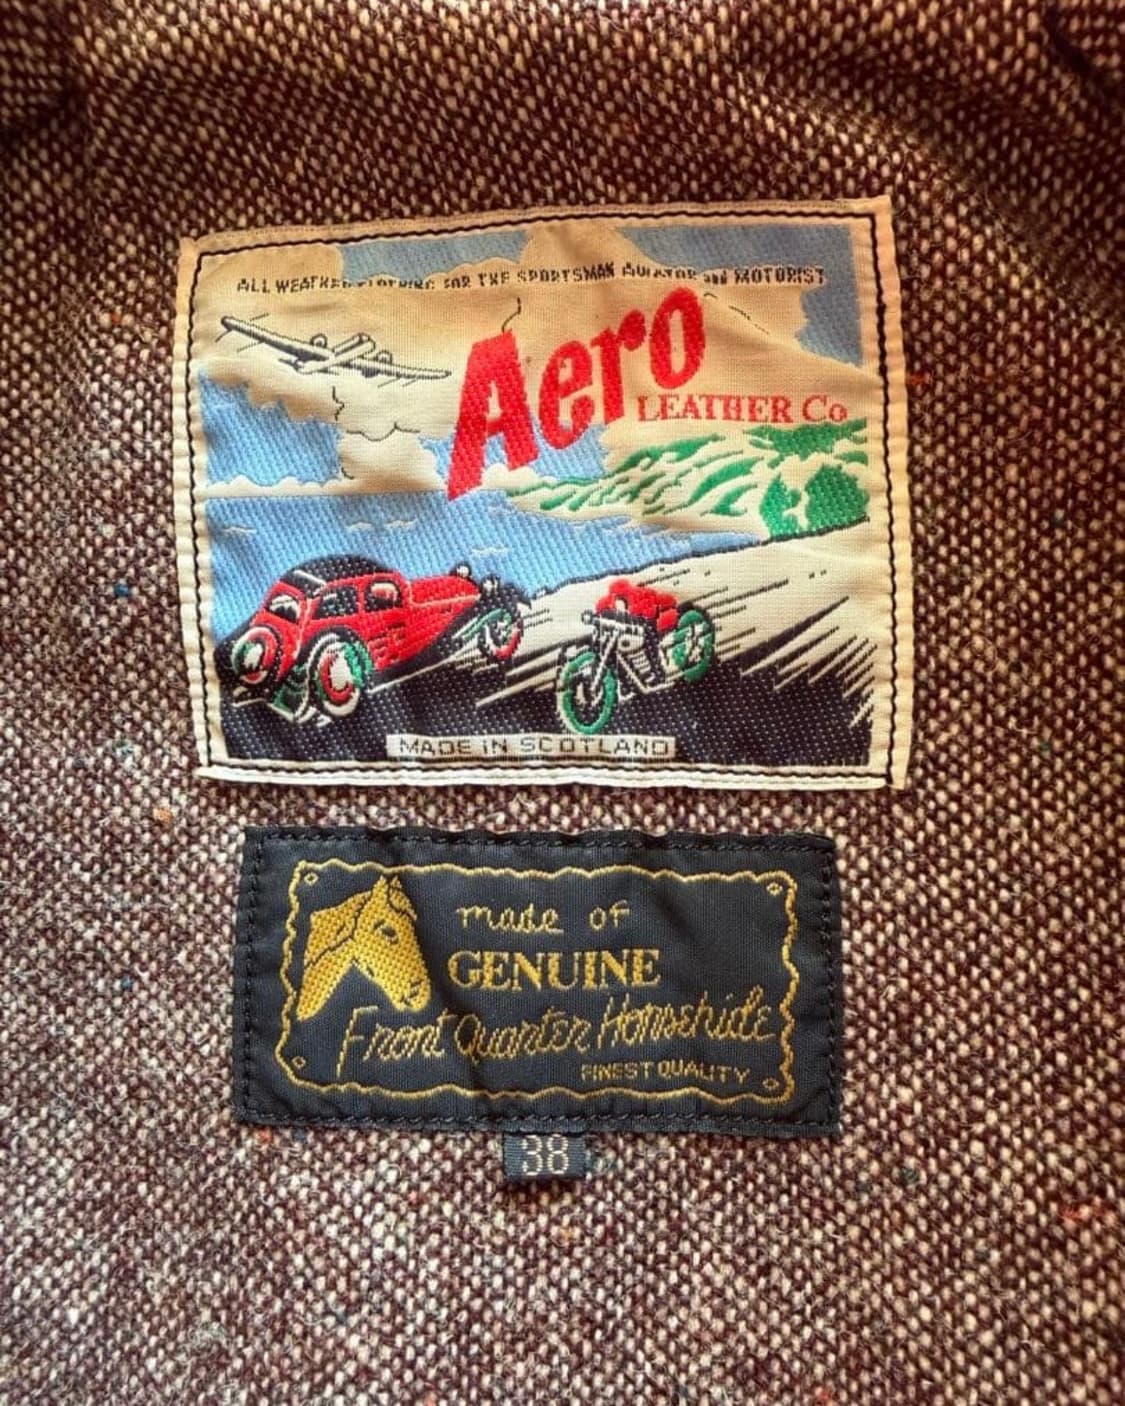 ALL WEATHER CLOTHING FOR THE SPORTSMAN AVIATOR and MOTORIST
Aero
LEATHER Co
MADE IN SCOTLAND
made of
GENUINE
Front Quarter Horsehide
FINEST QUALITY
38